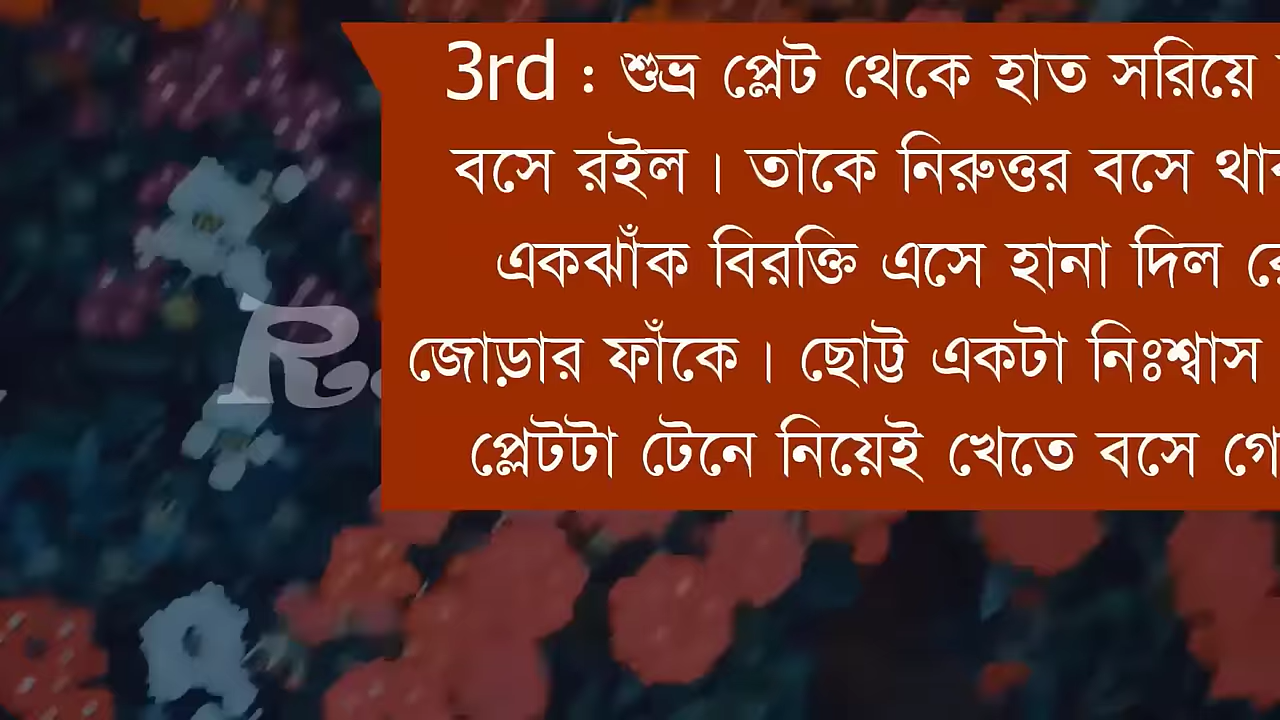 3rd : শুভ্র প্লেট থেকে হাত সরিয়ে
বসে রইল। তাকে নিরুত্তর বসে
একঝাঁক বিরক্তি এসে হানা দিল
জোড়ার ফাঁকে। ছোট্ট একটা নিঃশ্বাস
প্লেটটা টেনে নিয়েই খেতে বসে